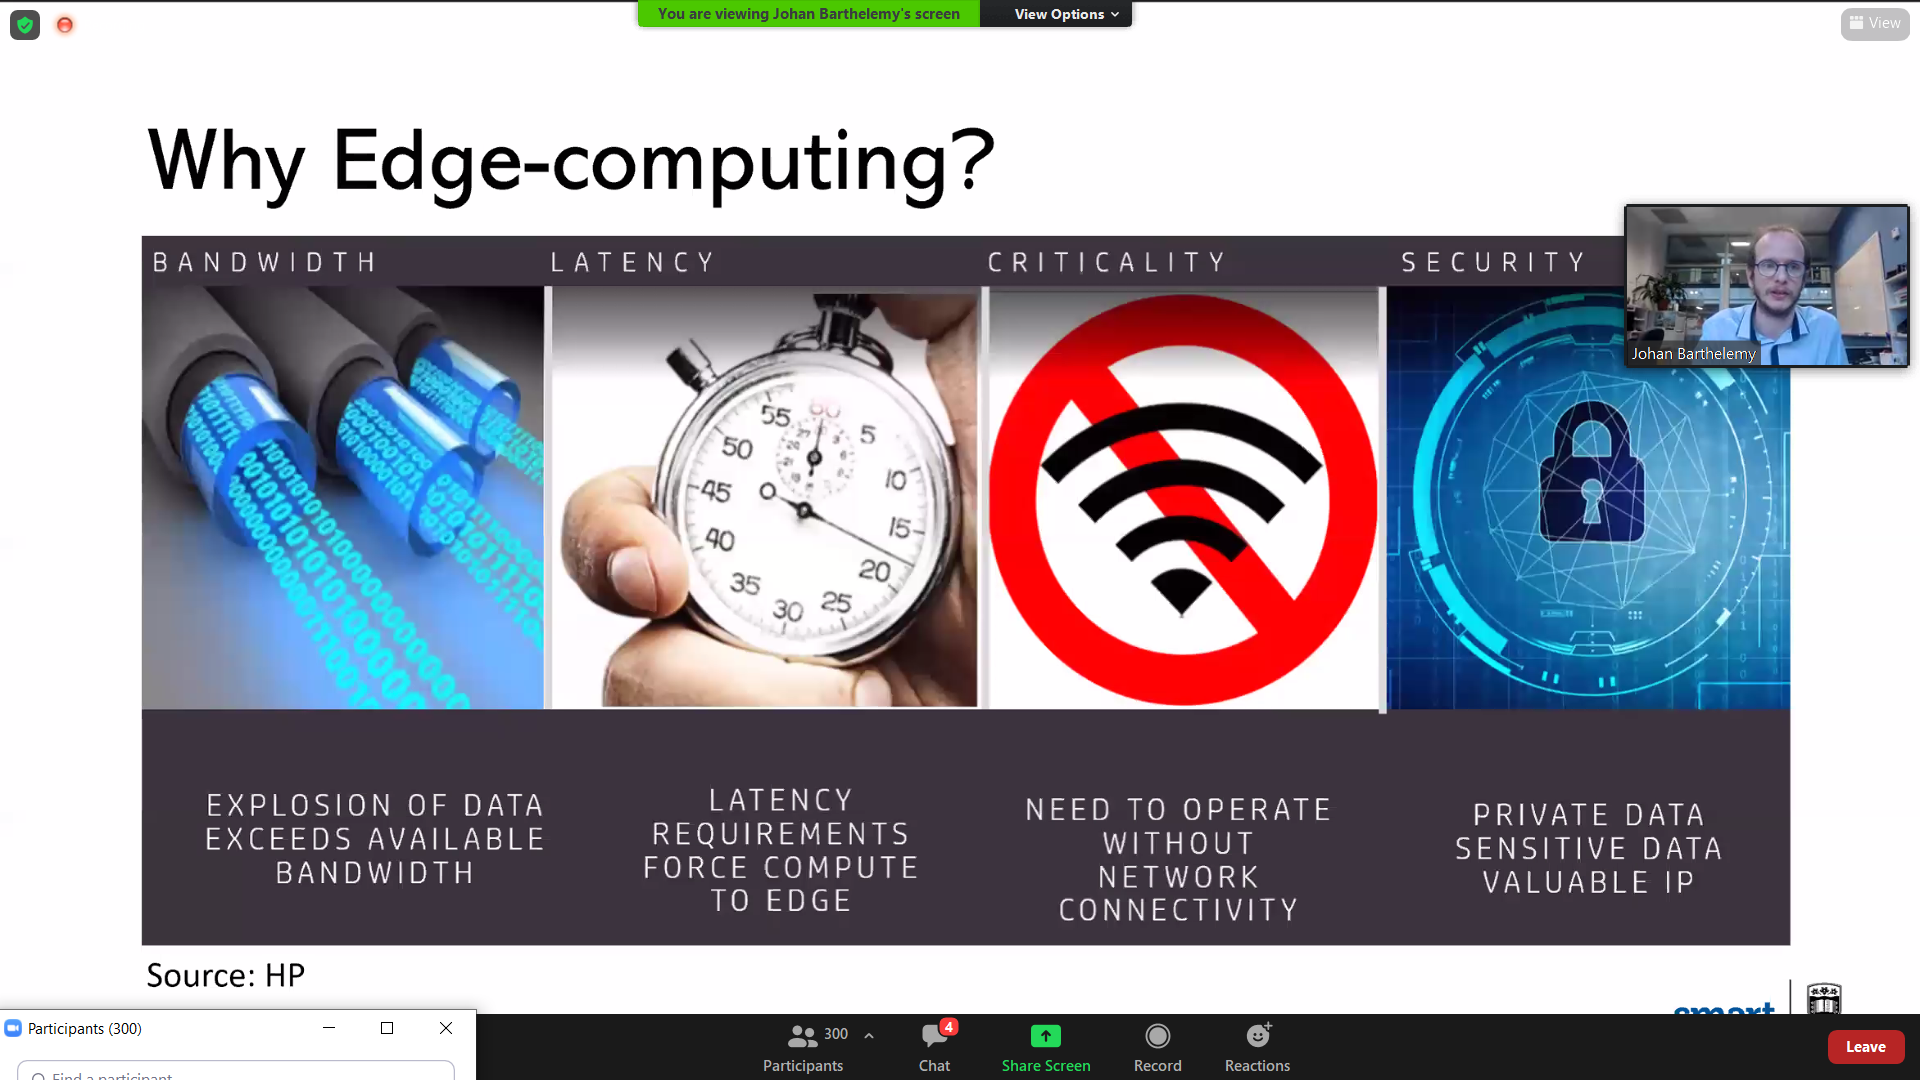 You are viewing Johan Barthelemy's screen
View Options
View
Why Edge-computing?
BANDWIDTH
LATENCY
CRITICALITY
SECURITY
Johan Barthelemy
60
55
5
50
10
45
0
15
40
20
35
25
30
EXPLOSION OF DATA
EXCEEDS AVAILABLE
BANDWIDTH
LATENCY
REQUIREMENTS
FORCE COMPUTE
TO EDGE
NEED TO OPERATE
WITHOUT
NETWORK
CONNECTIVITY
PRIVATE DATA
SENSITIVE DATA
VALUABLE IP
Source: HP
smart
Participants (300)
Find a participant
300
Participants
4
Chat
Share Screen
Record
Reactions
Leave